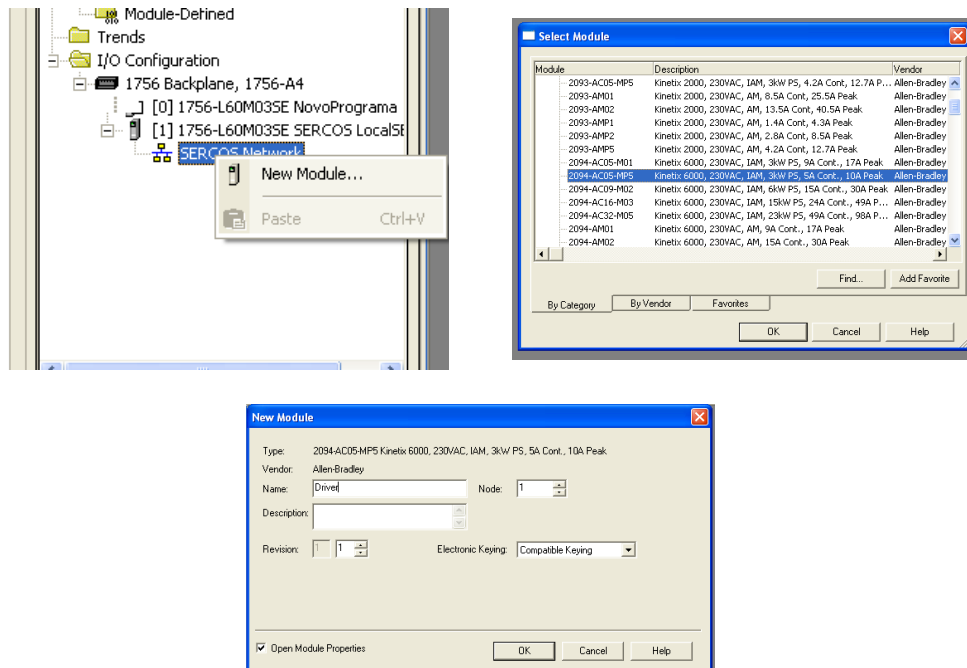 Module-Defined
Trends
I/O Configuration
1756 Backplane, 1756-A4
[0] 1756-L60M03SE NovoPrograma
[1] 1756-L60M03SE SERCOS LocalSE
SERCOS Network
New Module...
Paste Ctrl+V
Select Module
Module Description Vendor
2093-AC05-MP5 Kinetix 2000, 230VAC, IAM, 3kW PS, 4.2A Cont, 12.7A P... Allen-Bradley
2093-AM01 Kinetix 2000, 230VAC, AM, 8.5A Cont, 25.5A Peak Allen-Bradley
2093-AM02 Kinetix 2000, 230VAC, AM, 13.5A Cont, 40.5A Peak Allen-Bradley
2093-AMP1 Kinetix 2000, 230VAC, AM, 1.4A Cont, 4.3A Peak Allen-Bradley
2093-AMP2 Kinetix 2000, 230VAC, AM, 2.8A Cont, 8.5A Peak Allen-Bradley
2093-AMP5 Kinetix 2000, 230VAC, AM, 4.2A Cont, 12.7A Peak Allen-Bradley
2094-AC05-M01 Kinetix 6000, 230VAC, IAM, 3kW PS, 9A Cont., 17A Peak Allen-Bradley
2094-AC05-MP5 Kinetix 6000, 230VAC, IAM, 3kW PS, 5A Cont., 10A Peak Allen-Bradley
2094-AC09-M02 Kinetix 6000, 230VAC, IAM, 6kW PS, 15A Cont., 30A Peak Allen-Bradley
2094-AC16-M03 Kinetix 6000, 230VAC, IAM, 15kW PS, 24A Cont., 49A P... Allen-Bradley
2094-AC32-M05 Kinetix 6000, 230VAC, IAM, 23kW PS, 49A Cont., 98A P... Allen-Bradley
2094-AM01 Kinetix 6000, 230VAC, AM, 9A Cont., 17A Peak Allen-Bradley
2094-AM02 Kinetix 6000, 230VAC, AM, 15A Cont., 30A Peak Allen-Bradley
Find... Add Favorite
By Category By Vendor Favorites
OK Cancel Help
New Module
Type: 2094-AC05-MP5 Kinetix 6000, 230VAC, IAM, 3kW PS, 5A Cont., 10A Peak
Vendor: Allen-Bradley
Name: Driver Node: 1
Description:
Revision: 1 1 Electronic Keying: Compatible Keying
Open Module Properties OK Cancel Help